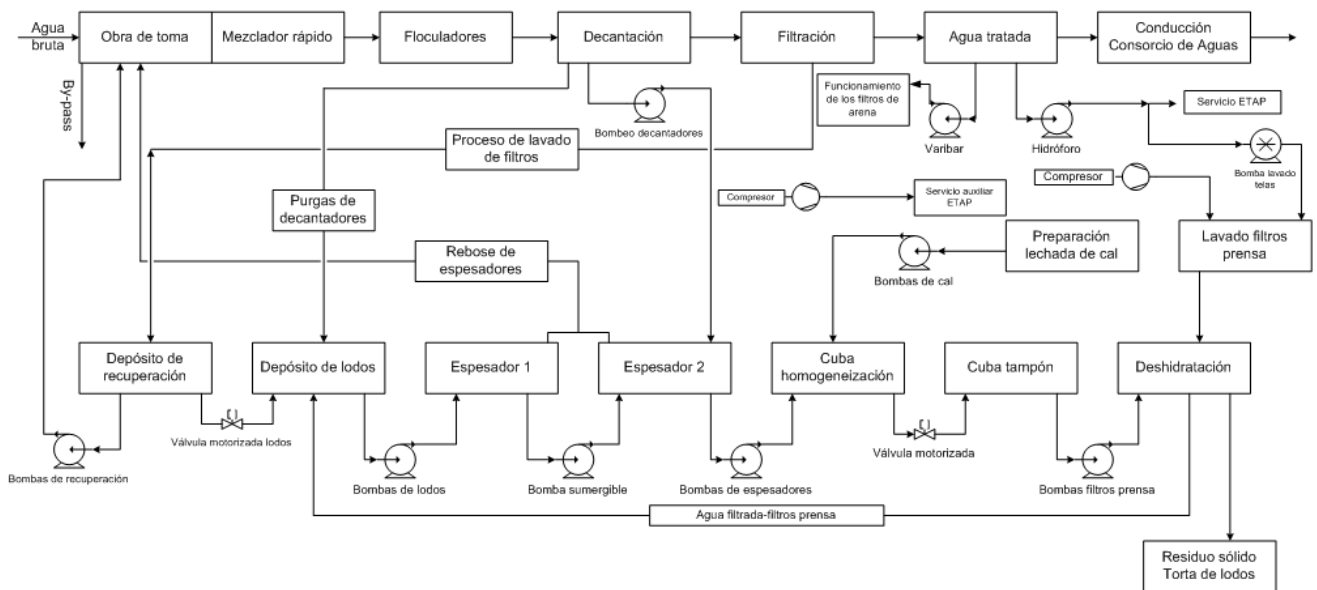 Agua
bruta
Obra de toma
Mezclador rápido
Floculadores
Decantación
Filtración
Agua tratada
Conducción
Consorcio de Aguas
By-pass
Funcionamiento
de los filtros de
arena
Bombeo decantadores
Varibar
Hidróforo
Servicio ETAP
Bomba lavado
telas
Proceso de lavado
de filtros
Compresor
Purgas de
decantadores
Compresor
Servicio auxiliar
ETAP
Rebose de
espesadores
Bombas de cal
Preparación
lechada de cal
Lavado filtros
prensa
Depósito de
recuperación
Depósito de lodos
Espesador 1
Espesador 2
Cuba
homogeneización
Cuba tampón
Deshidratación
Válvula motorizada lodos
Válvula motorizada
Bombas de recuperación
Bombas de lodos
Bomba sumergible
Bombas de espesadores
Bombas filtros prensa
Agua filtrada-filtros prensa
Residuo sólido
Torta de lodos